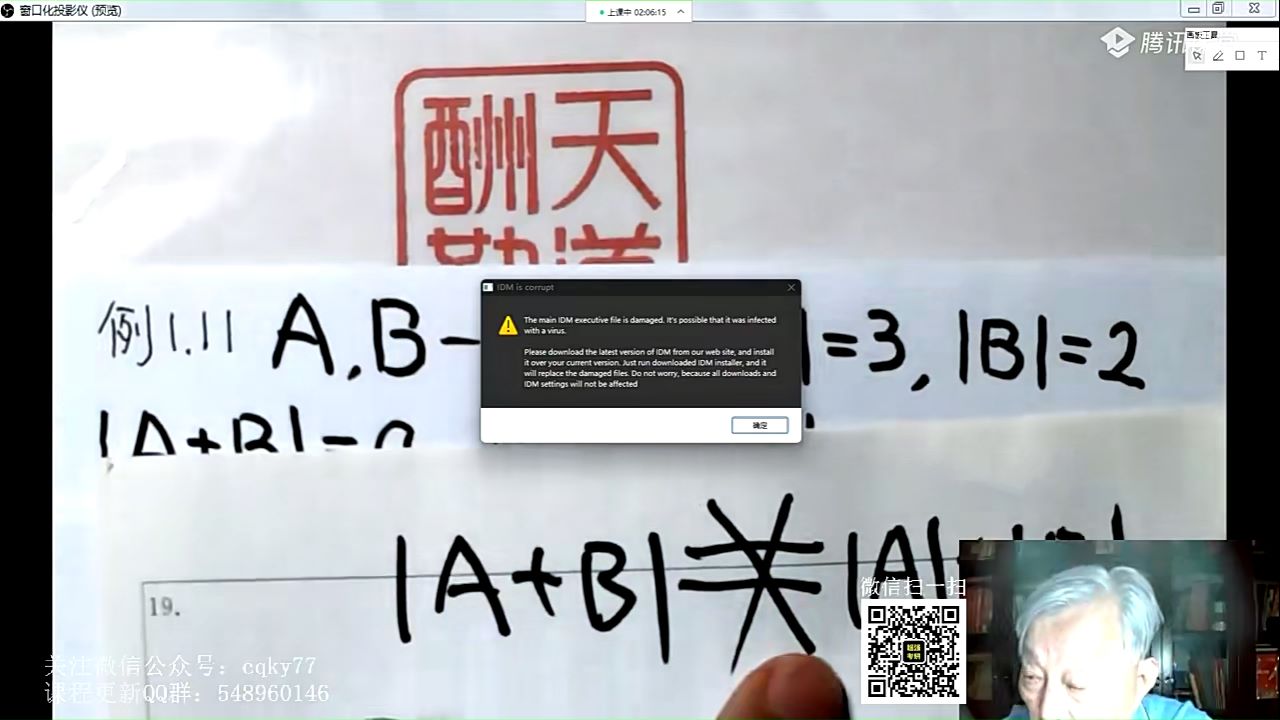 窗口化投影仪 (预览)
上课中 02:06:15
腾讯
画板工具
T
天道
酬勤
IDM is corrupt
The main IDM executive file is damaged. It's possible that it was infected
with a virus.
Please download the latest version of IDM from our web site, and install
it over your current version. Just run downloaded IDM installer, and it
will replace the damaged files. Do not worry, because all downloads and
IDM settings will not be affected
确定
例1.11 A,B- =3, |B|=2
|A+B|=
|A+B| ≠ |A|
19.
微信扫一扫
关注微信公众号：cqky77
课程更新QQ群：548960146